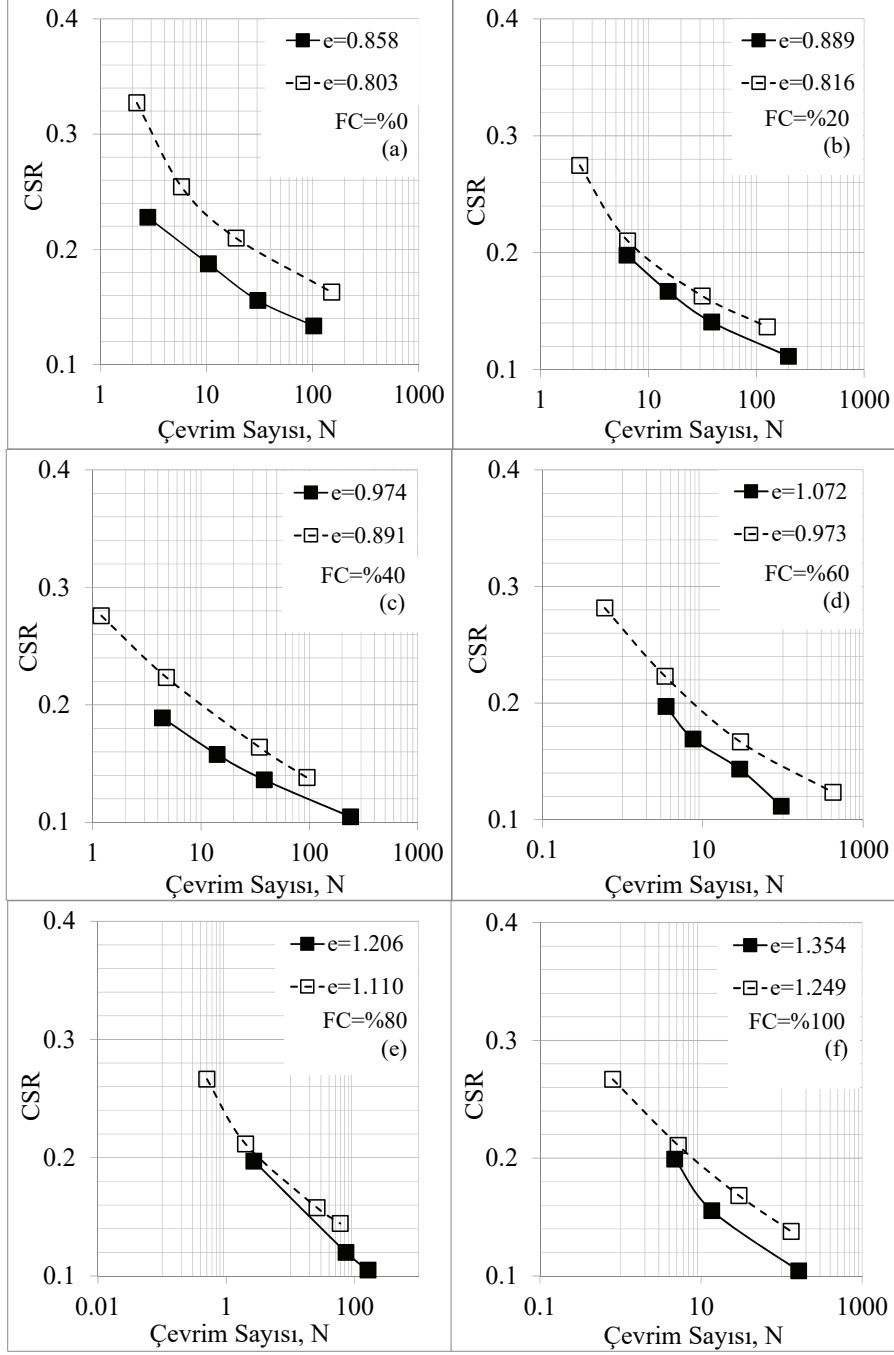 0.4
0.3
0.2
0.1
CSR
1
10
100
1000
Çevrim Sayısı, N
e=0.858
e=0.803
FC=%0
(a)
0.4
0.3
0.2
0.1
CSR
1
10
100
1000
Çevrim Sayısı, N
e=0.889
e=0.816
FC=%20
(b)
0.4
0.3
0.2
0.1
CSR
1
10
100
1000
Çevrim Sayısı, N
e=0.974
e=0.891
FC=%40
(c)
0.4
0.3
0.2
0.1
CSR
0.1
10
1000
Çevrim Sayısı, N
e=1.072
e=0.973
FC=%60
(d)
0.4
0.3
0.2
0.1
CSR
0.01
1
100
Çevrim Sayısı, N
e=1.206
e=1.110
FC=%80
(e)
0.4
0.3
0.2
0.1
CSR
0.1
10
1000
Çevrim Sayısı, N
e=1.354
e=1.249
FC=%100
(f)